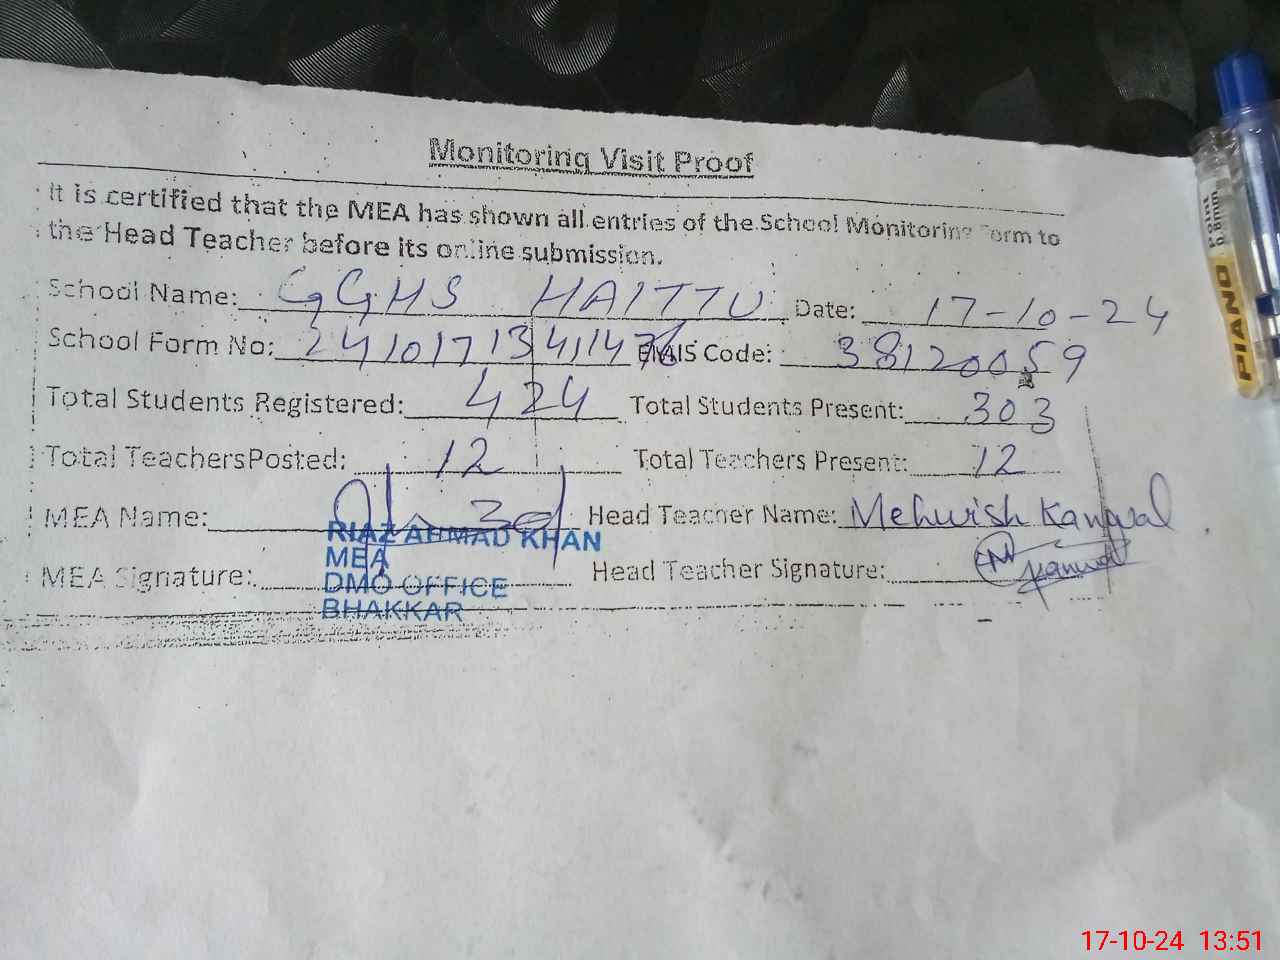 Monitoring Visit Proof
It is certified that the MEA has shown all entries of the School Monitoring Form to
the Head Teacher before its online submission.
School Name: GGHS HAITTU Date: 17-10-24
School Form No: EMIS Code: 38120059
Total Students Registered: 424 Total Students Present: 303
Total Teachers Posted: 12 Total Teachers Present: 12
MEA Name: Head Teacher Name: Mehwish Kanwal
RIAZ AHMAD KHAN
MEA
MEA Signature: Head Teacher Signature:
DMO OFFICE
BHAKKAR
PIANO
0.8mm
17-10-24 13:51